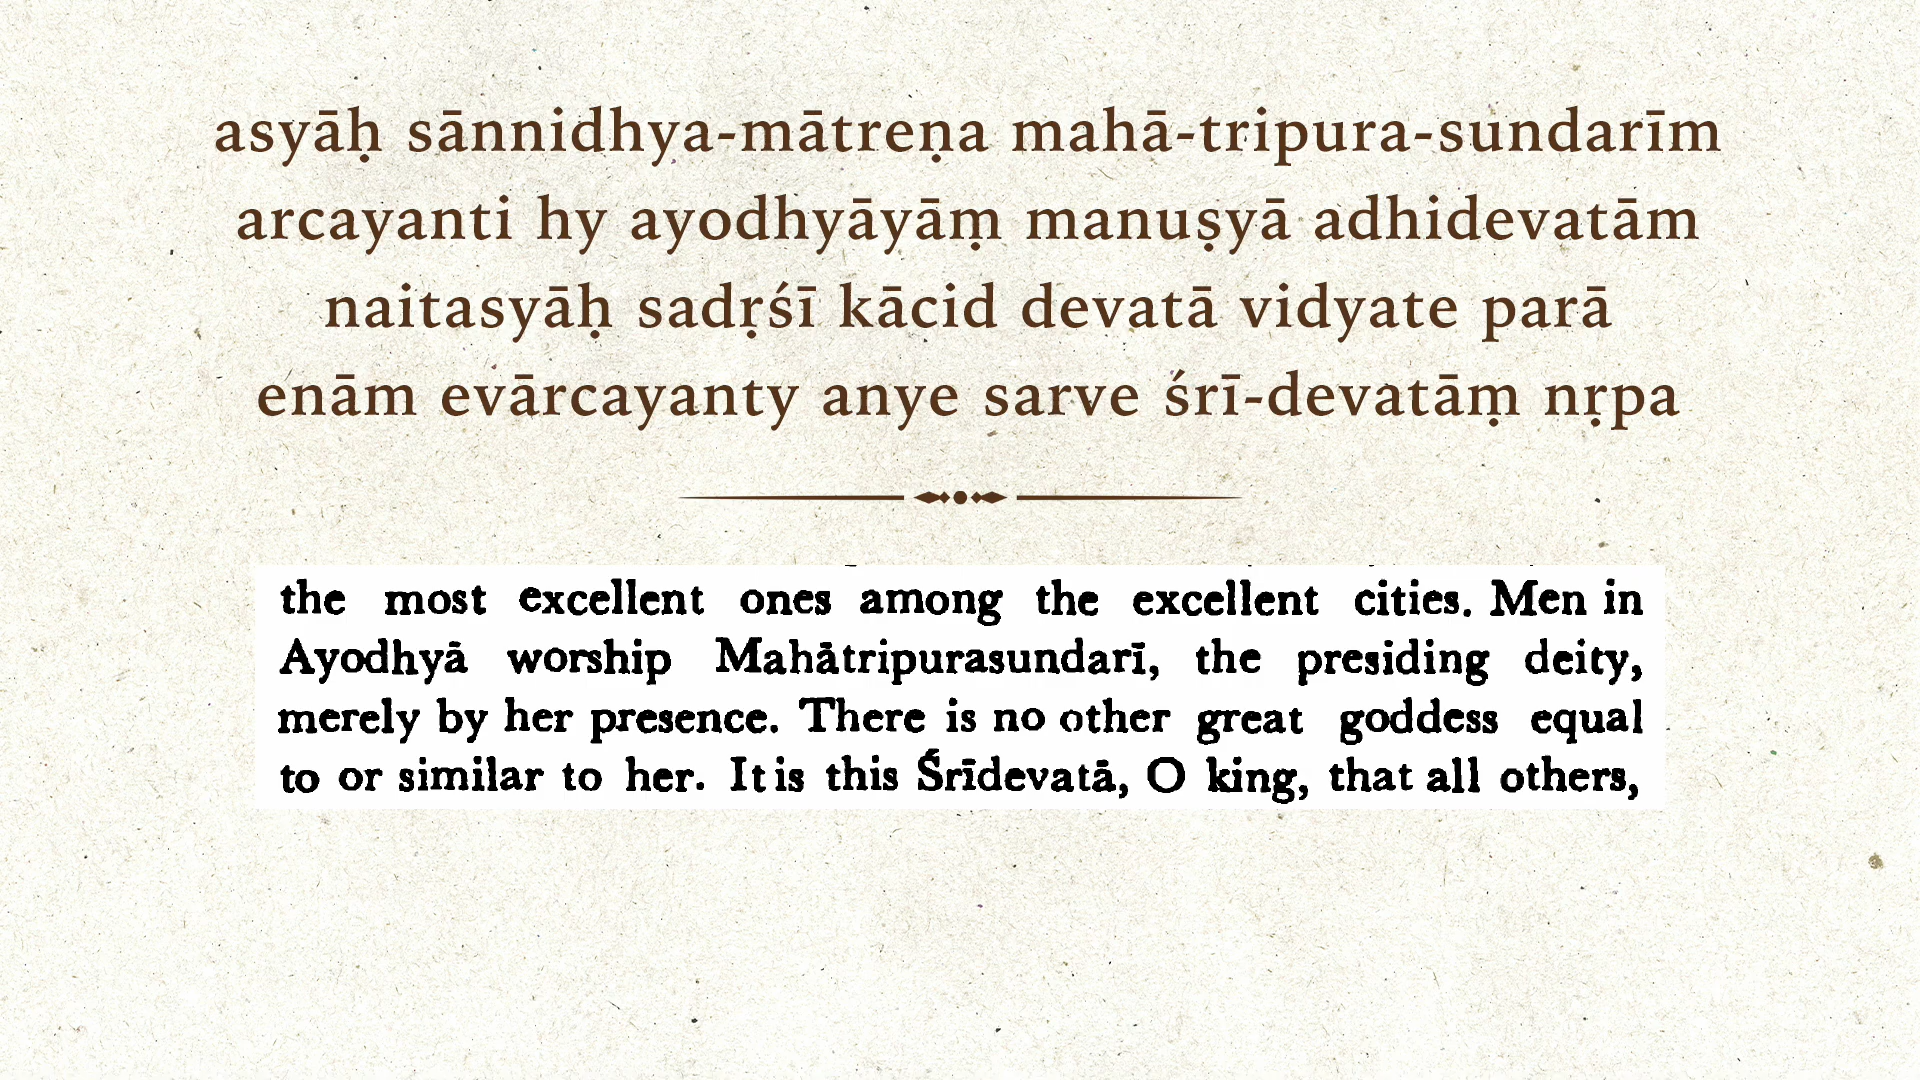 asyāḥ sānnidhya-mātreṇa mahā-tripura-sundarīm
arcayanti hy ayodhyāyāṃ manuṣyā adhidevatām
naitasyāḥ sadṛśī kācid devatā vidyate parā
enām evārcayanty anye sarve śrī-devatāṃ nṛpa
the most excellent ones among the excellent cities. Men in
Ayodhyā worship Mahātripurasundarī, the presiding deity,
merely by her presence. There is no other great goddess equal
to or similar to her. It is this Śrīdevatā, O king, that all others,